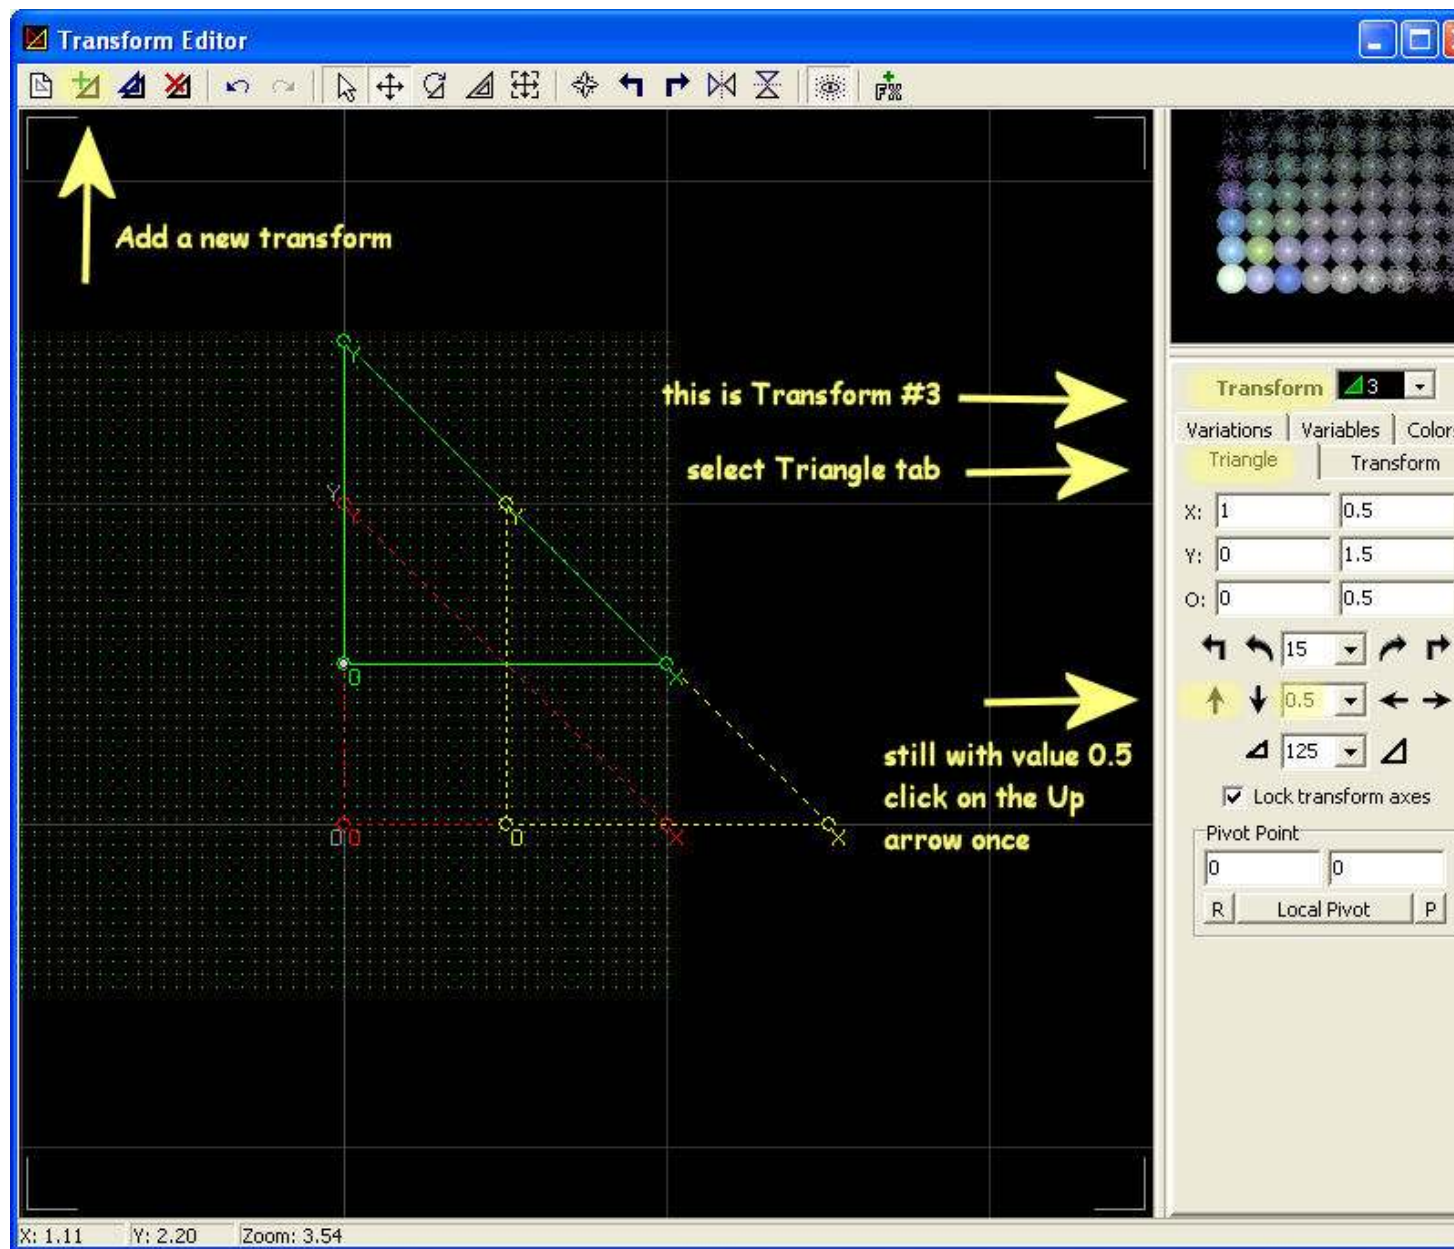 Transform Editor
FX
Add a new transform
this is Transform #3
Transform 3
Variations Variables Color
select Triangle tab
Triangle Transform
X: 1 0.5
Y: 0 1.5
O: 0 0.5
15
0.5
125
still with value 0.5
click on the Up
arrow once
Lock transform axes
Pivot Point
0 0
R Local Pivot P
Y
Y
Y
Y
O
X
O O
X
O
X
X: 1.11 Y: 2.20 Zoom: 3.54